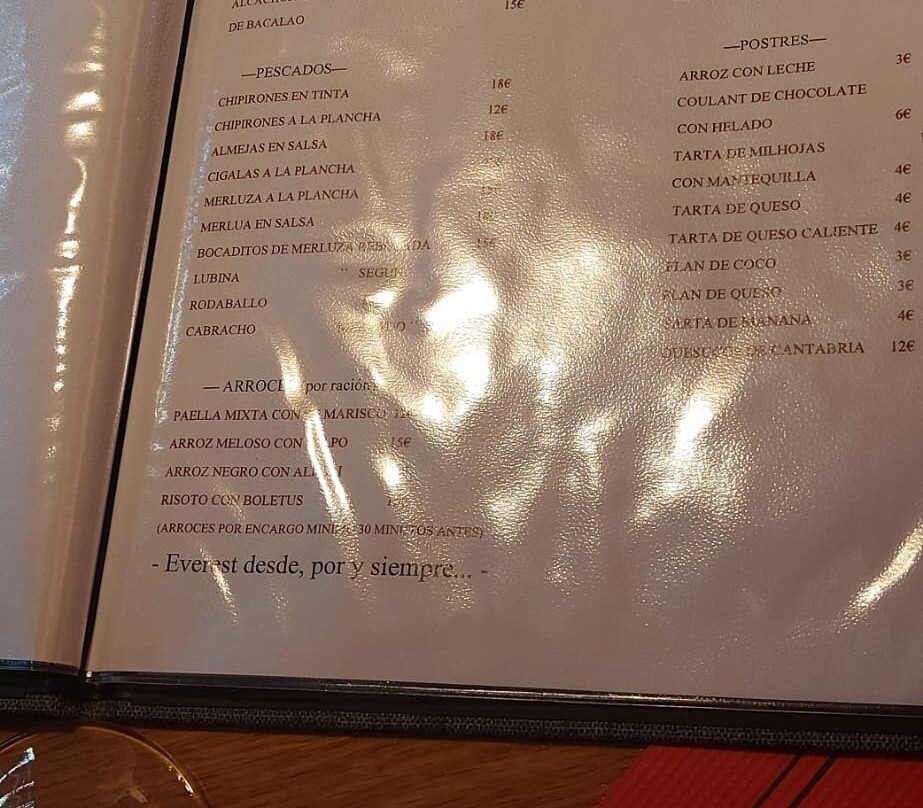 15€
DE BACALAO
—PESCADOS—
CHIPIRONES EN TINTA 18€
CHIPIRONES A LA PLANCHA 12€
ALMEJAS EN SALSA 18€
CIGALAS A LA PLANCHA
MERLUZA A LA PLANCHA
MERLUA EN SALSA
BOCADITOS DE MERLUZA 15€
LUBINA
RODABALLO
CABRACHO
— por ración
PAELLA MIXTA MARISCO
ARROZ MELOSO CON 15€
ARROZ NEGRO CON
RISOTO CON BOLETUS
(ARROCES POR ENCARGO 30 ANTES)
- Everest desde, por y siempre... -
—POSTRES—
ARROZ CON LECHE 3€
COULANT DE CHOCOLATE
CON HELADO 6€
TARTA DE MILHOJAS
CON MANTEQUILLA 4€
TARTA DE QUESO 4€
TARTA DE QUESO CALIENTE 4€
FLAN DE COCO 3€
FLAN DE QUESO 3€
DE 4€
DE CANTABRIA 12€